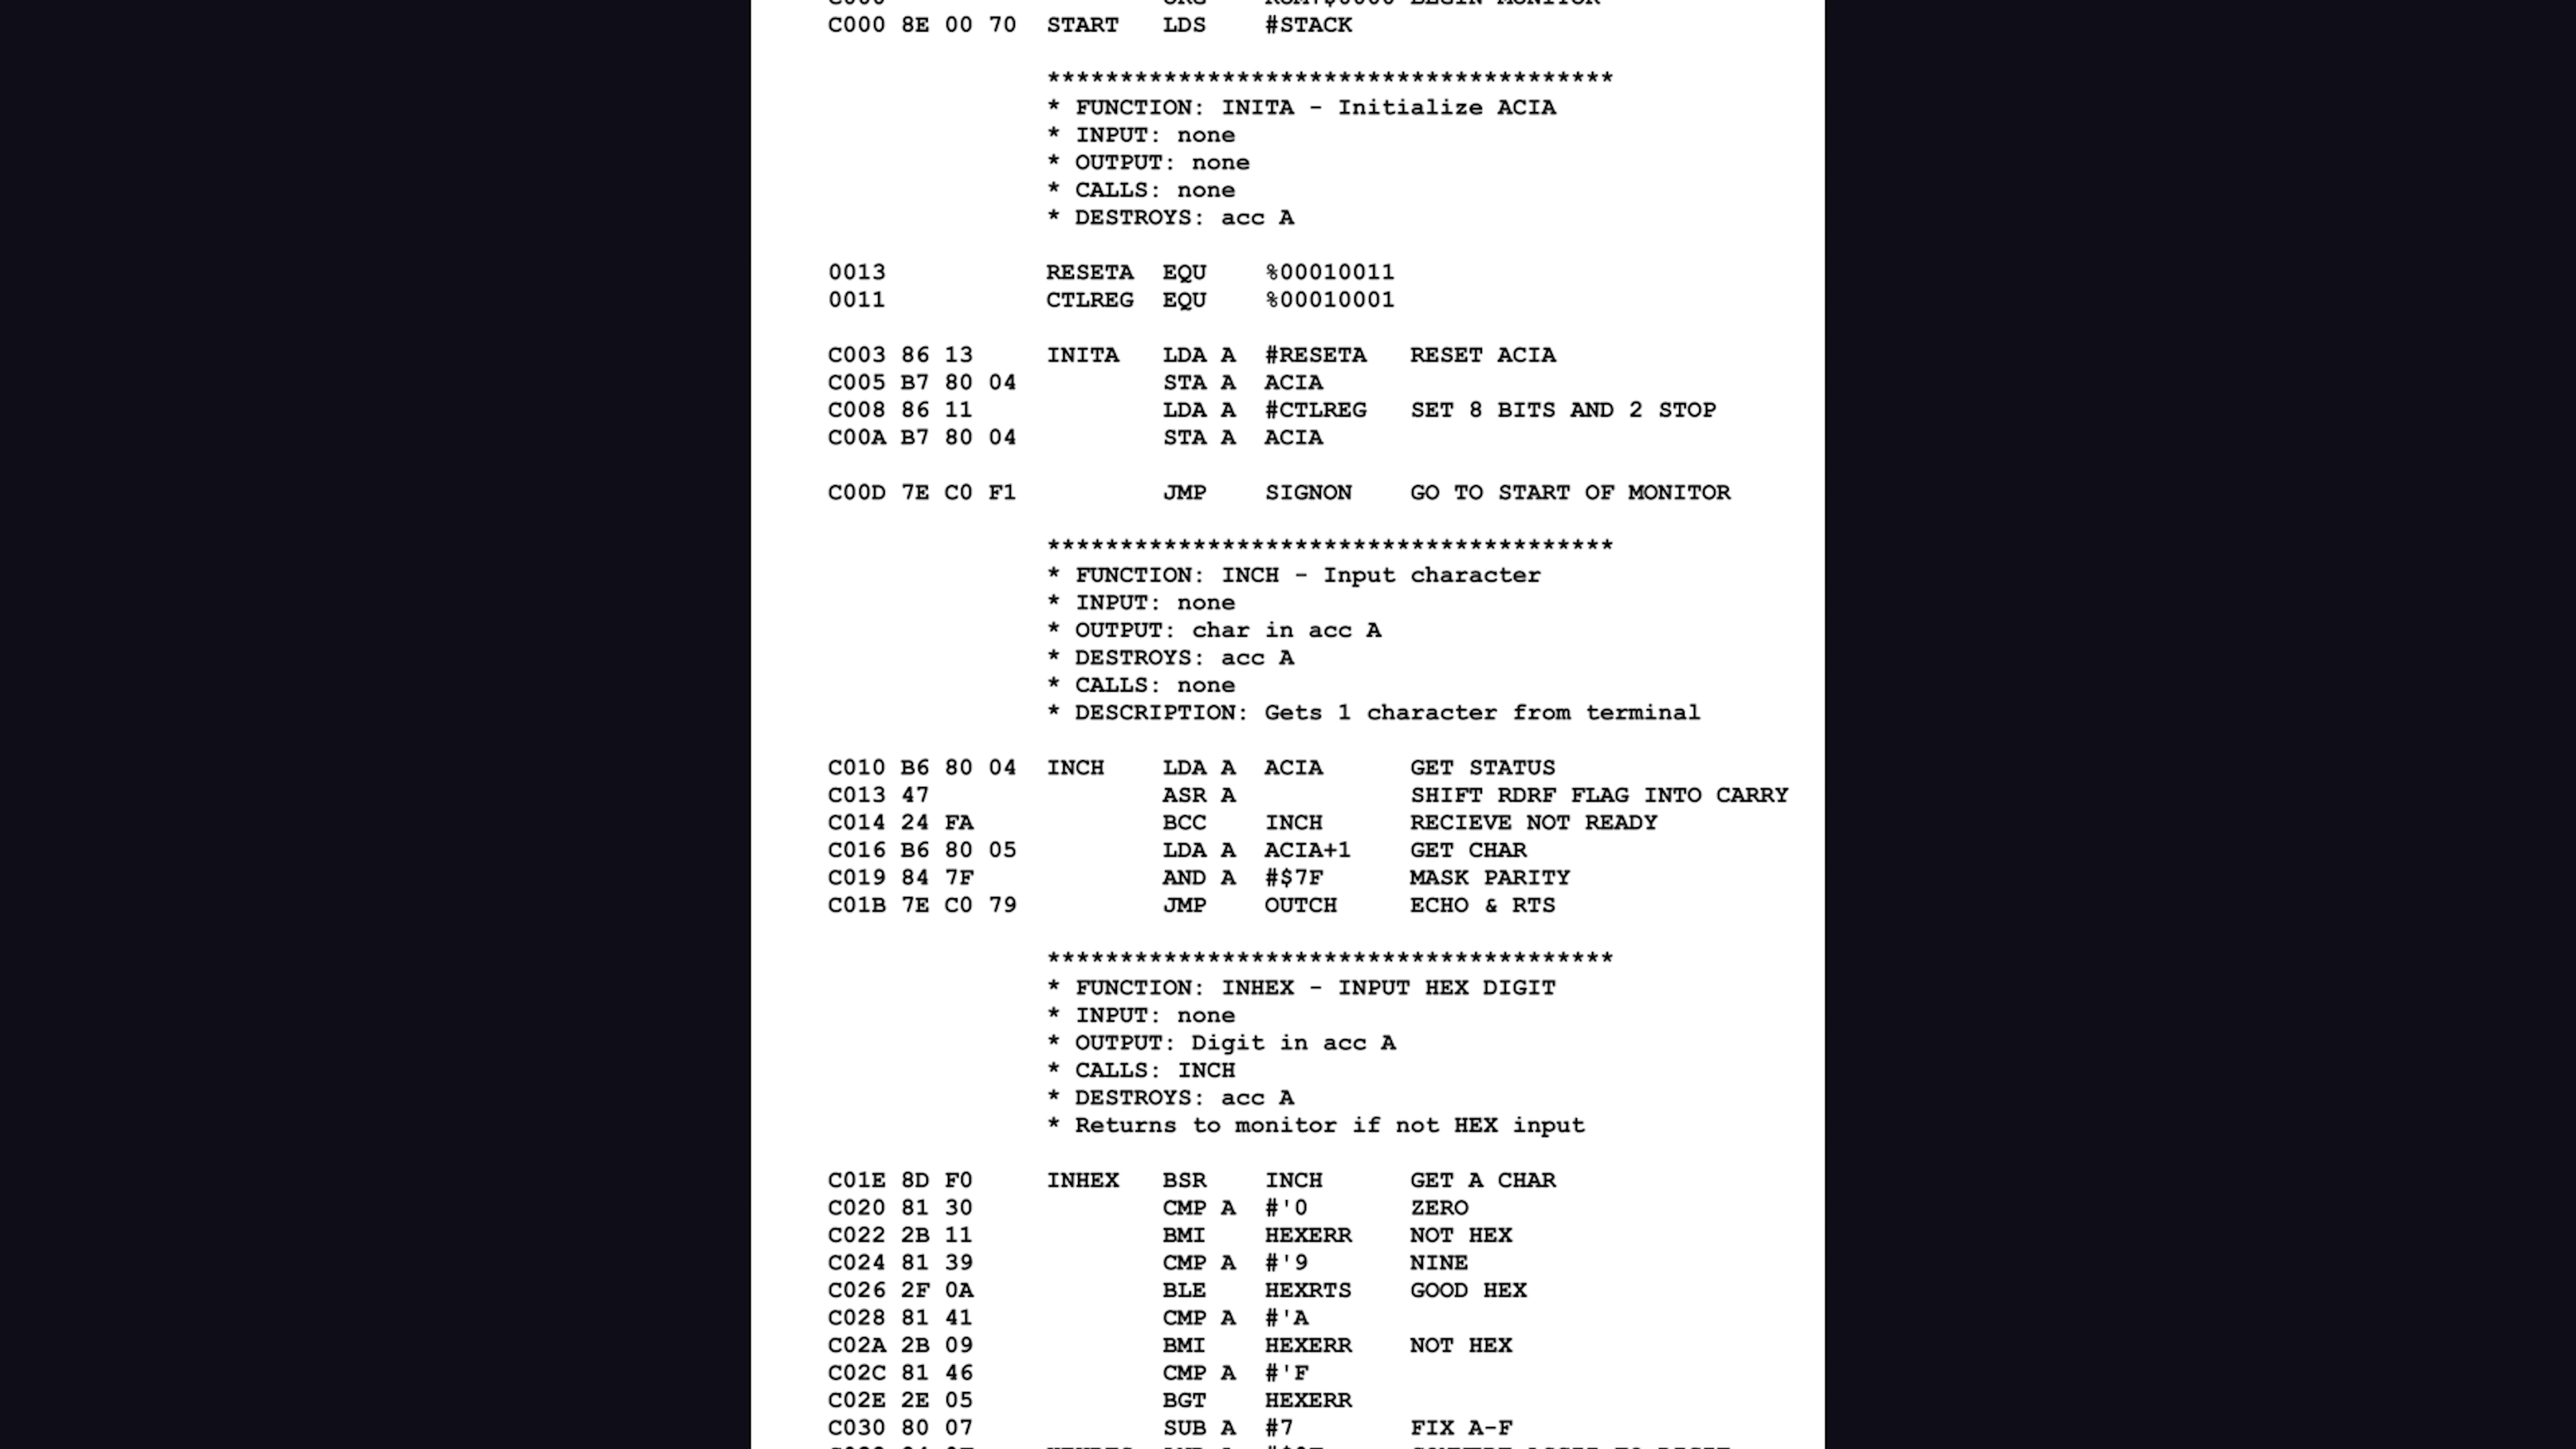 C000 ORG ROM+$0000 BEGIN MONITOR
C000 8E 00 70 START LDS #STACK
***************************************
* FUNCTION: INITA - Initialize ACIA
* INPUT: none
* OUTPUT: none
* CALLS: none
* DESTROYS: acc A
0013 RESETA EQU %00010011
0011 CTLREG EQU %00010001
C003 86 13 INITA LDA A #RESETA RESET ACIA
C005 B7 80 04 STA A ACIA
C008 86 11 LDA A #CTLREG SET 8 BITS AND 2 STOP
C00A B7 80 04 STA A ACIA
C00D 7E C0 F1 JMP SIGNON GO TO START OF MONITOR
***************************************
* FUNCTION: INCH - Input character
* INPUT: none
* OUTPUT: char in acc A
* DESTROYS: acc A
* CALLS: none
* DESCRIPTION: Gets 1 character from terminal
C010 B6 80 04 INCH LDA A ACIA GET STATUS
C013 47 ASR A SHIFT RDRF FLAG INTO CARRY
C014 24 FA BCC INCH RECIEVE NOT READY
C016 B6 80 05 LDA A ACIA+1 GET CHAR
C019 84 7F AND A #$7F MASK PARITY
C01B 7E C0 79 JMP OUTCH ECHO & RTS
***************************************
* FUNCTION: INHEX - INPUT HEX DIGIT
* INPUT: none
* OUTPUT: Digit in acc A
* CALLS: INCH
* DESTROYS: acc A
* Returns to monitor if not HEX input
C01E 8D F0 INHEX BSR INCH GET A CHAR
C020 81 30 CMP A #'0 ZERO
C022 2B 11 BMI HEXERR NOT HEX
C024 81 39 CMP A #'9 NINE
C026 2F 0A BLE HEXRTS GOOD HEX
C028 81 41 CMP A #'A
C02A 2B 09 BMI HEXERR NOT HEX
C02C 81 46 CMP A #'F
C02E 2E 05 BGT HEXERR
C030 80 07 SUB A #7 FIX A-F